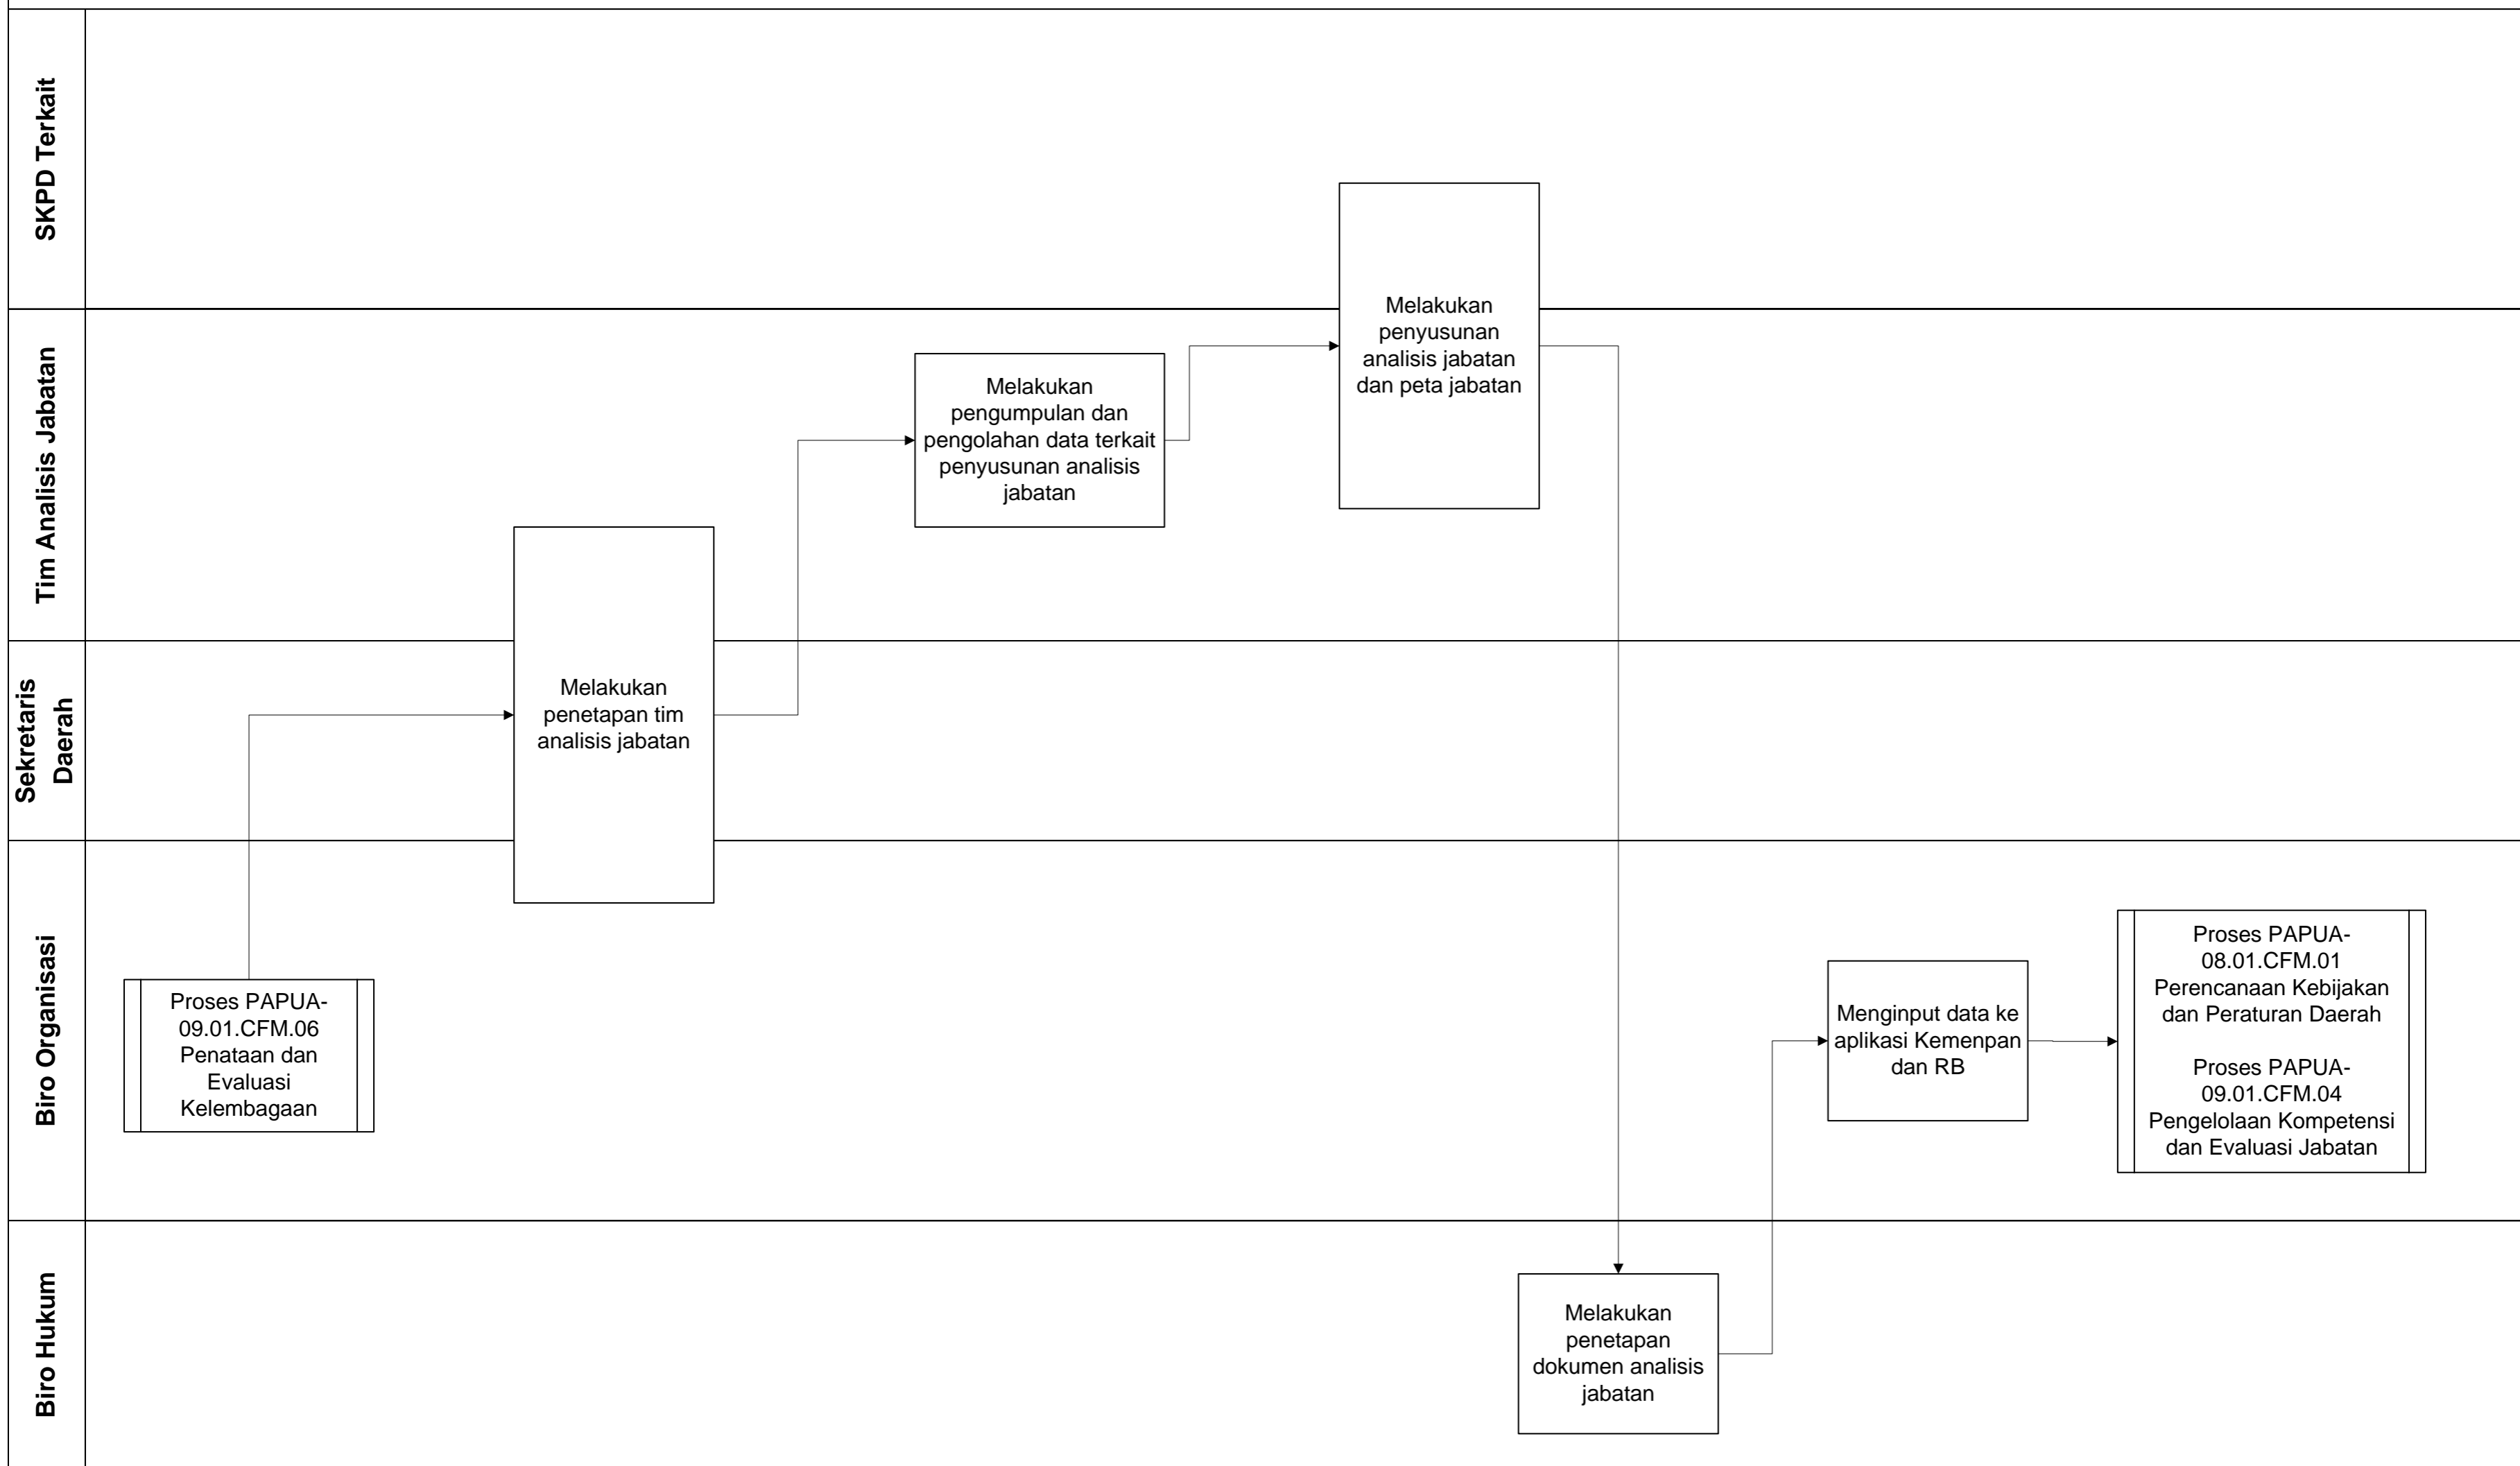 SKPD Terkait
Melakukan
penyusunan
analisis jabatan
dan peta jabatan
Tim Analisis Jabatan
Melakukan
pengumpulan dan
pengolahan data terkait
penyusunan analisis
jabatan
Sekretaris
Daerah
Melakukan
penetapan tim
analisis jabatan
Biro Organisasi
Proses PAPUA-
09.01.CFM.06
Penataan dan
Evaluasi
Kelembagaan
Menginput data ke
aplikasi Kemenpan
dan RB
Proses PAPUA-
08.01.CFM.01
Perencanaan Kebijakan
dan Peraturan Daerah
Proses PAPUA-
09.01.CFM.04
Pengelolaan Kompetensi
dan Evaluasi Jabatan
Biro Hukum
Melakukan
penetapan
dokumen analisis
jabatan